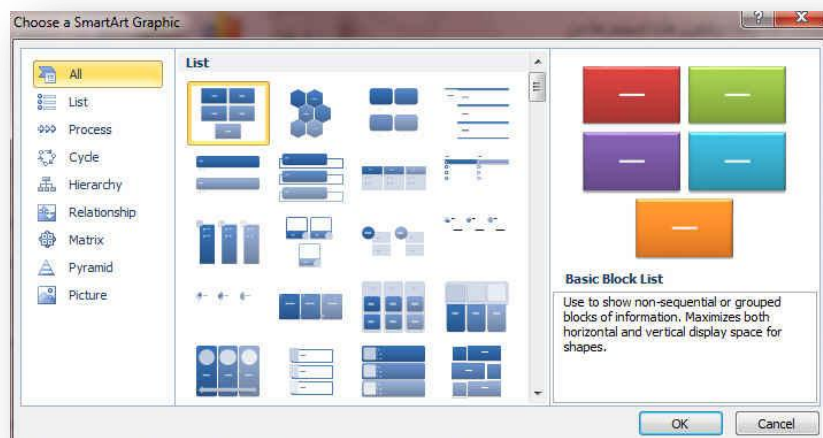 Choose a SmartArt Graphic
All
List
Process
Cycle
Hierarchy
Relationship
Matrix
Pyramid
Picture
List
Basic Block List
Use to show non-sequential or grouped
blocks of information. Maximizes both
horizontal and vertical display space for
shapes.
OK
Cancel